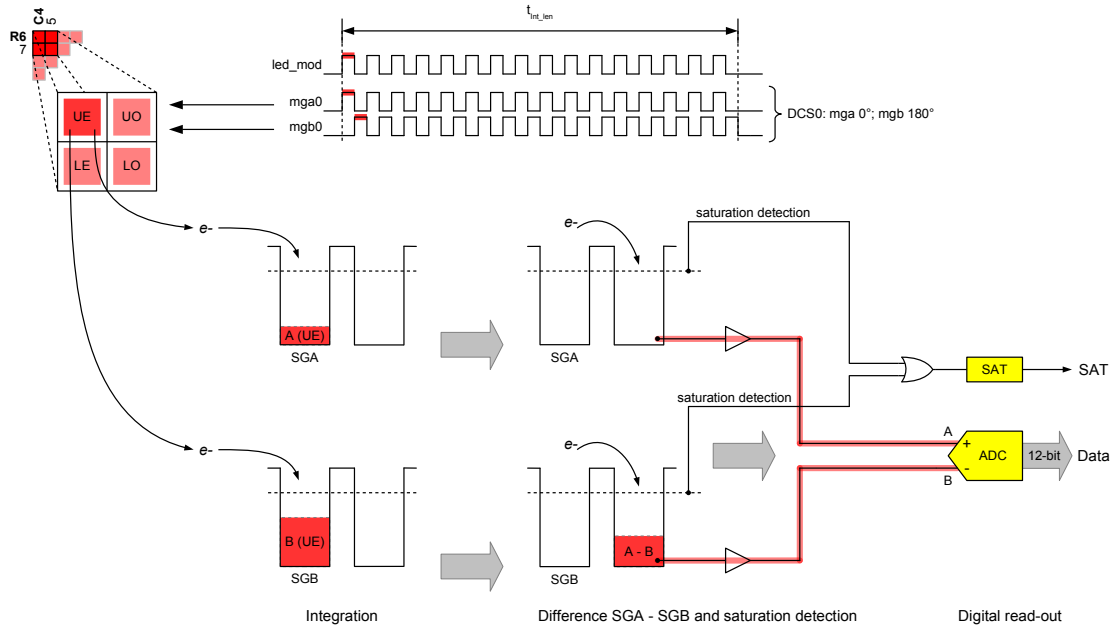 t int_len
C4
5
R6
7
led_mod
mga0
mgb0
DCS0: mga 0°; mgb 180°
UE
UO
LE
LO
e-
e-
saturation detection
A (UE)
SGA
SGA
SAT
SAT
saturation detection
e-
e-
A
+
ADC
12-bit
Data
-
B
B (UE)
A - B
SGB
SGB
Integration
Difference SGA - SGB and saturation detection
Digital read-out